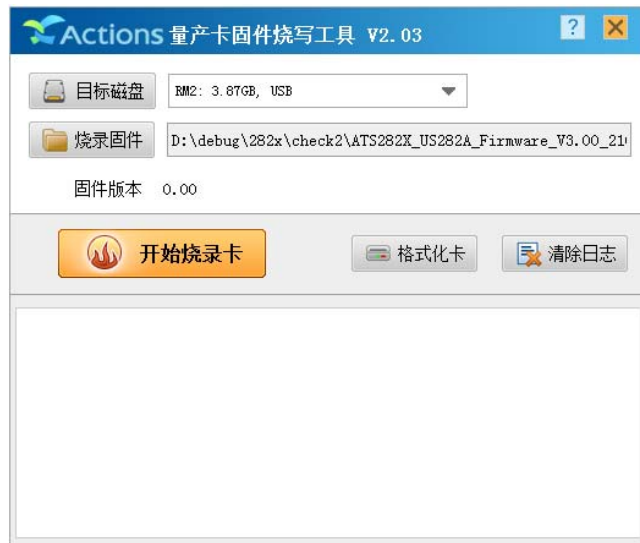 Actions 量产卡固件烧写工具 V2.03
目标磁盘 RM2: 3.87GB, USB
烧录固件 D:\debug\282x\check2\ATS282X_US282A_Firmware_V3.00_21
固件版本 0.00
开始烧录卡 格式化卡 清除日志